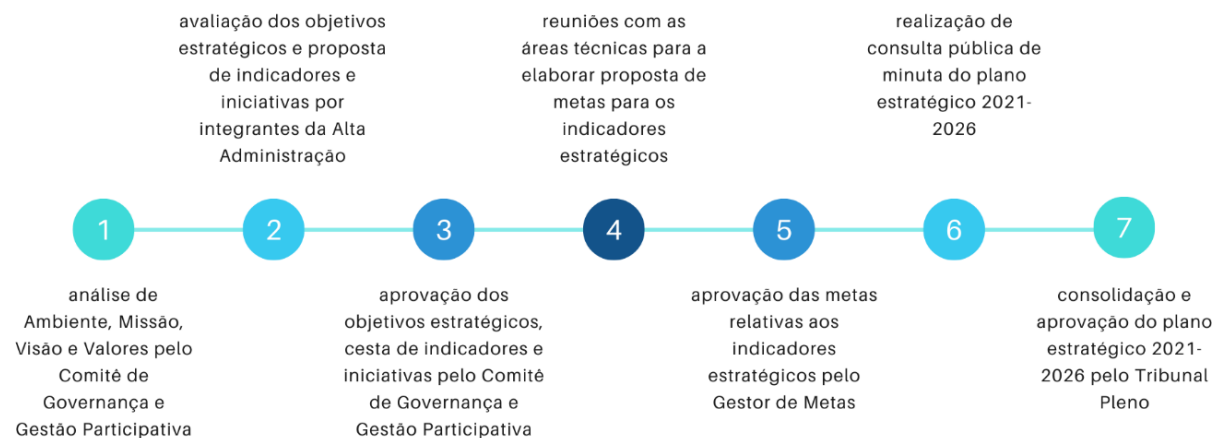 1
análise de
Ambiente, Missão,
Visão e Valores pelo
Comitê de
Governança e
Gestão Participativa
2
avaliação dos objetivos
estratégicos e proposta
de indicadores e
iniciativas por
integrantes da Alta
Administração
3
aprovação dos
objetivos estratégicos,
cesta de indicadores e
iniciativas pelo Comitê
de Governança e
Gestão Participativa
4
reuniões com as
áreas técnicas para a
elaborar proposta de
metas para os
indicadores
estratégicos
5
aprovação das metas
relativas aos
indicadores
estratégicos pelo
Gestor de Metas
6
realização de
consulta pública de
minuta do plano
estratégico 2021-
2026
7
consolidação e
aprovação do plano
estratégico 2021-
2026 pelo Tribunal
Pleno